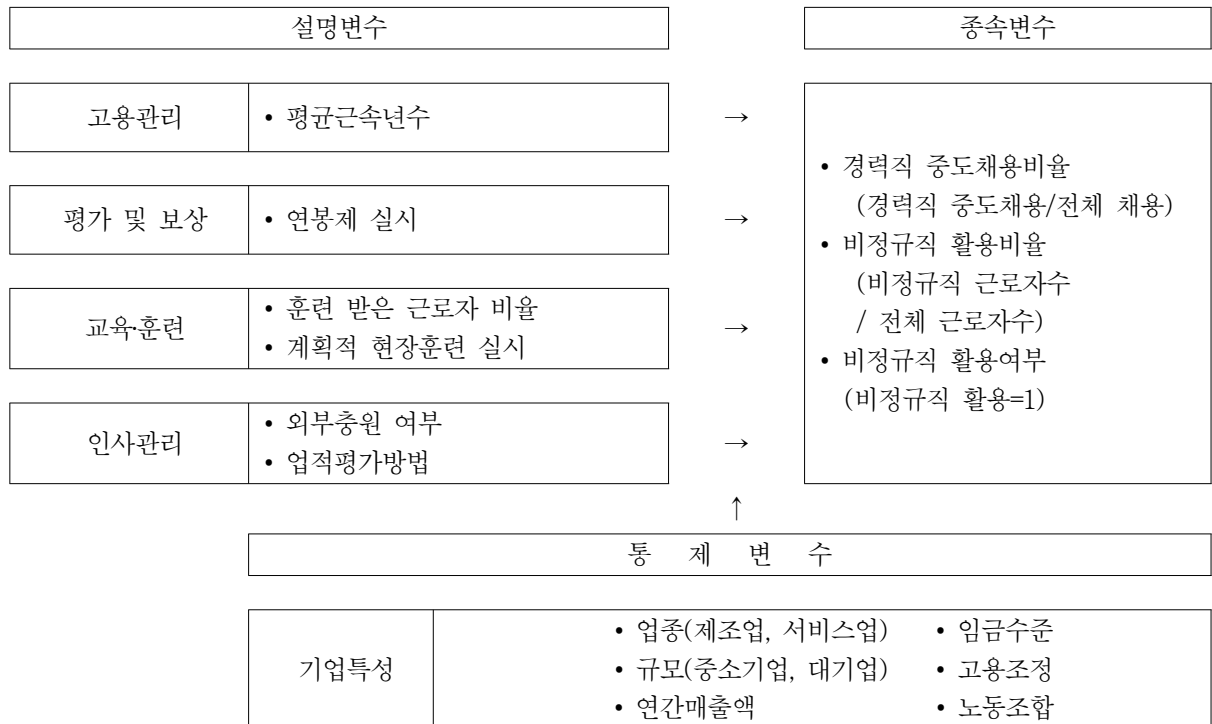 설명변수
종속변수
고용관리
• 평균근속년수
→
평가 및 보상
• 연봉제 실시
→
교육·훈련
• 훈련 받은 근로자 비율
• 계획적 현장훈련 실시
→
인사관리
• 외부충원 여부
• 업적평가방법
→
• 경력직 중도채용비율
(경력직 중도채용/전체 채용)
• 비정규직 활용비율
(비정규직 근로자수
/ 전체 근로자수)
• 비정규직 활용여부
(비정규직 활용=1)
↑
통 제 변 수
기업특성
• 업종(제조업, 서비스업)
• 규모(중소기업, 대기업)
• 연간매출액
• 임금수준
• 고용조정
• 노동조합